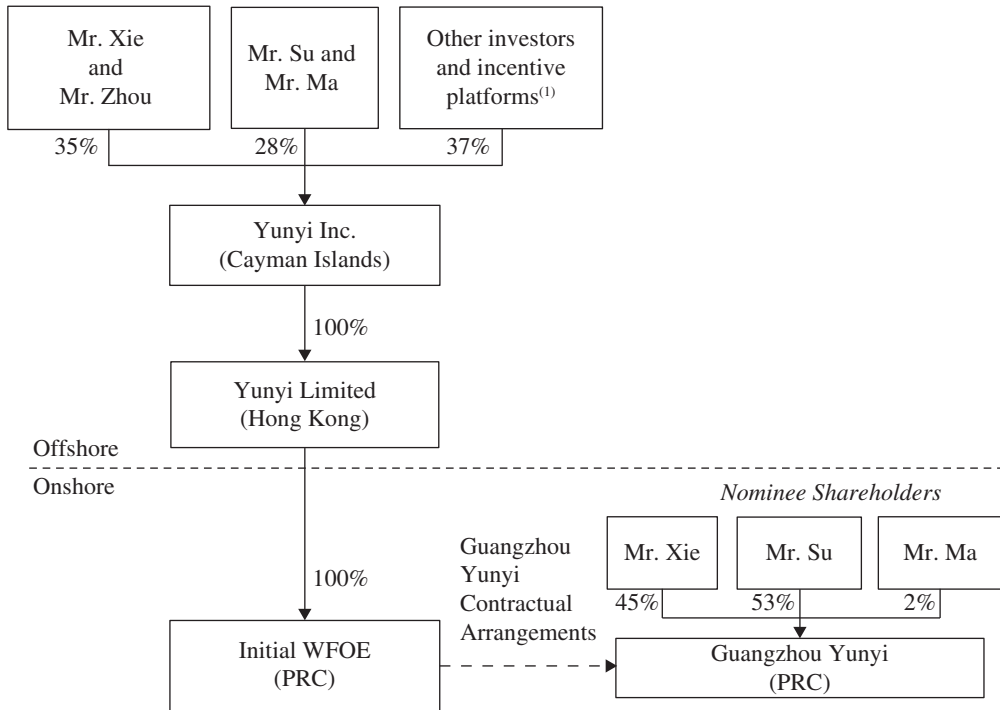 Mr. Xie
and
Mr. Zhou
Mr. Su and
Mr. Ma
Other investors
and incentive
platforms(1)
35%
28%
37%
Yunyi Inc.
(Cayman Islands)
100%
Yunyi Limited
(Hong Kong)
Offshore
Onshore
Nominee Shareholders
100%
Guangzhou
Yunyi
Contractual
Arrangements
Mr. Xie
Mr. Su
Mr. Ma
45%
53%
2%
Initial WFOE
(PRC)
Guangzhou Yunyi
(PRC)